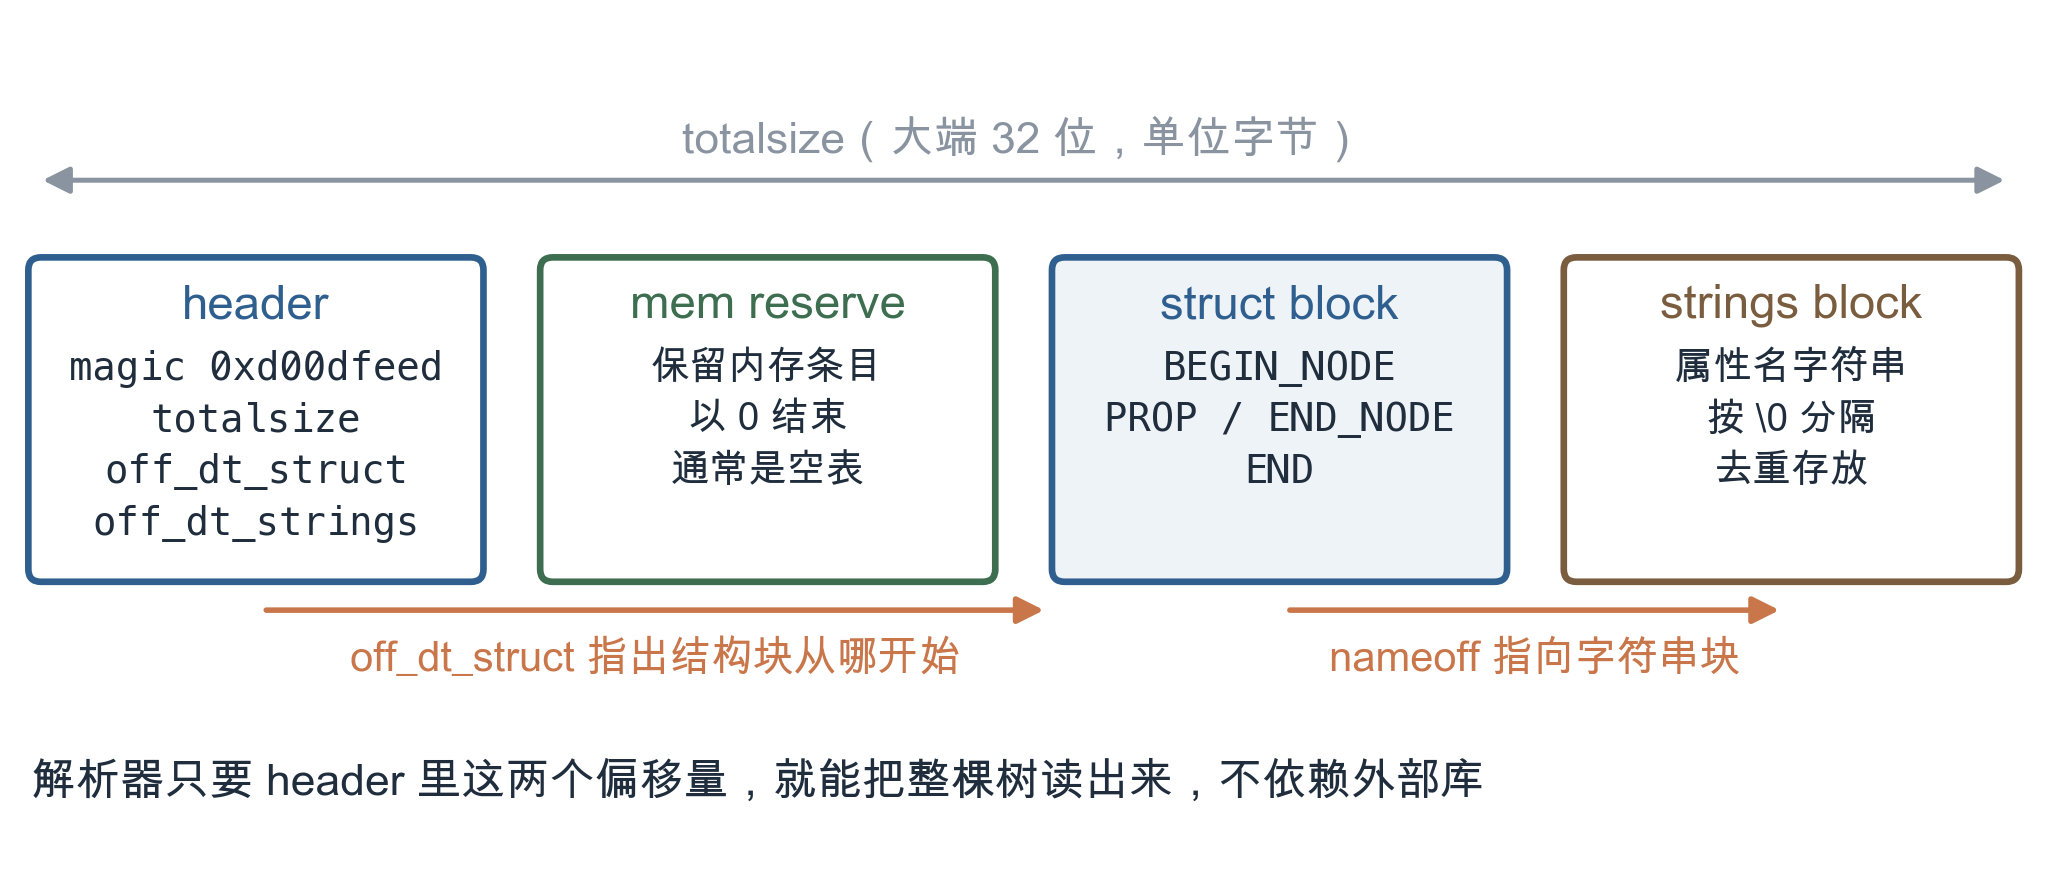 totalsize（大端 32 位，单位字节）
header
magic 0xd00dfeed
totalsize
off_dt_struct
off_dt_strings
mem reserve
保留内存条目
以 0 结束
通常是空表
struct block
BEGIN_NODE
PROP / END_NODE
END
strings block
属性名字符串
按 \0 分隔
去重存放
off_dt_struct 指出结构块从哪开始
nameoff 指向字符串块
解析器只要 header 里这两个偏移量，就能把整棵树读出来，不依赖外部库